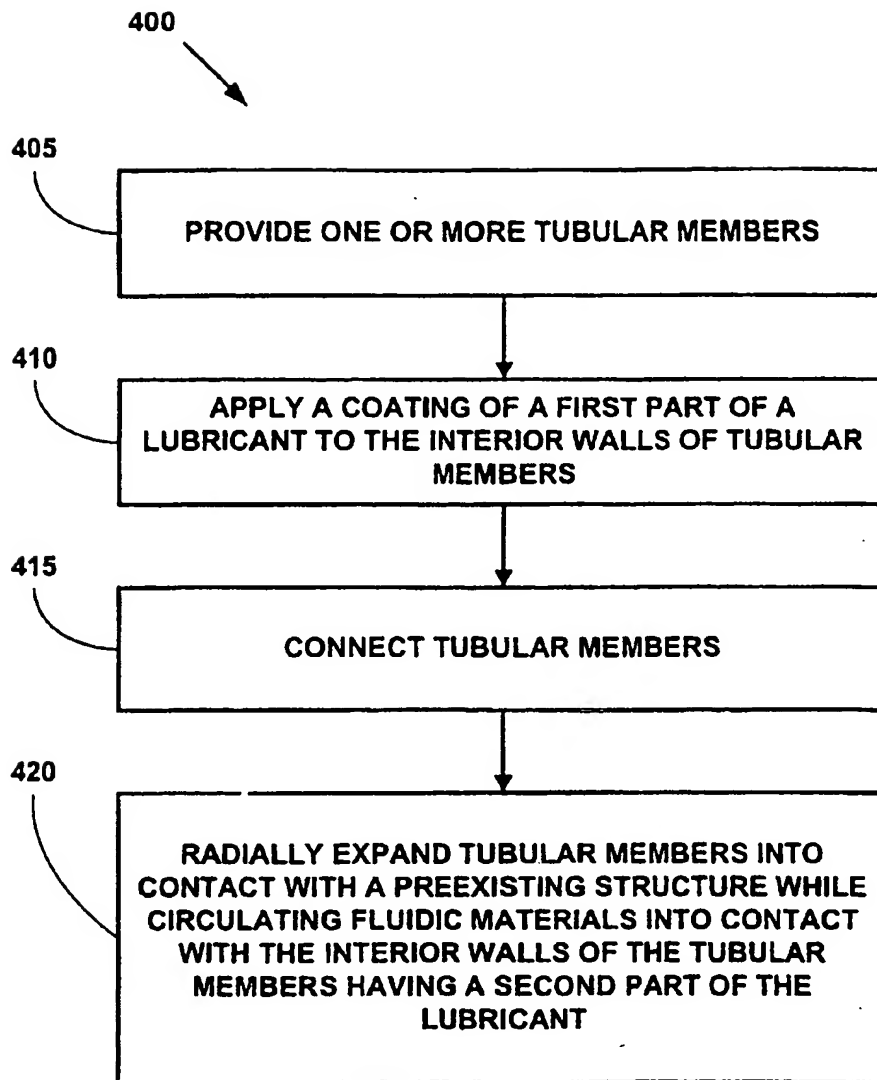 400
405
PROVIDE ONE OR MORE TUBULAR MEMBERS
410
APPLY A COATING OF A FIRST PART OF A
LUBRICANT TO THE INTERIOR WALLS OF TUBULAR
MEMBERS
415
CONNECT TUBULAR MEMBERS
420
RADIALLY EXPAND TUBULAR MEMBERS INTO
CONTACT WITH A PREEXISTING STRUCTURE WHILE
CIRCULATING FLUIDIC MATERIALS INTO CONTACT
WITH THE INTERIOR WALLS OF THE TUBULAR
MEMBERS HAVING A SECOND PART OF THE
LUBRICANT